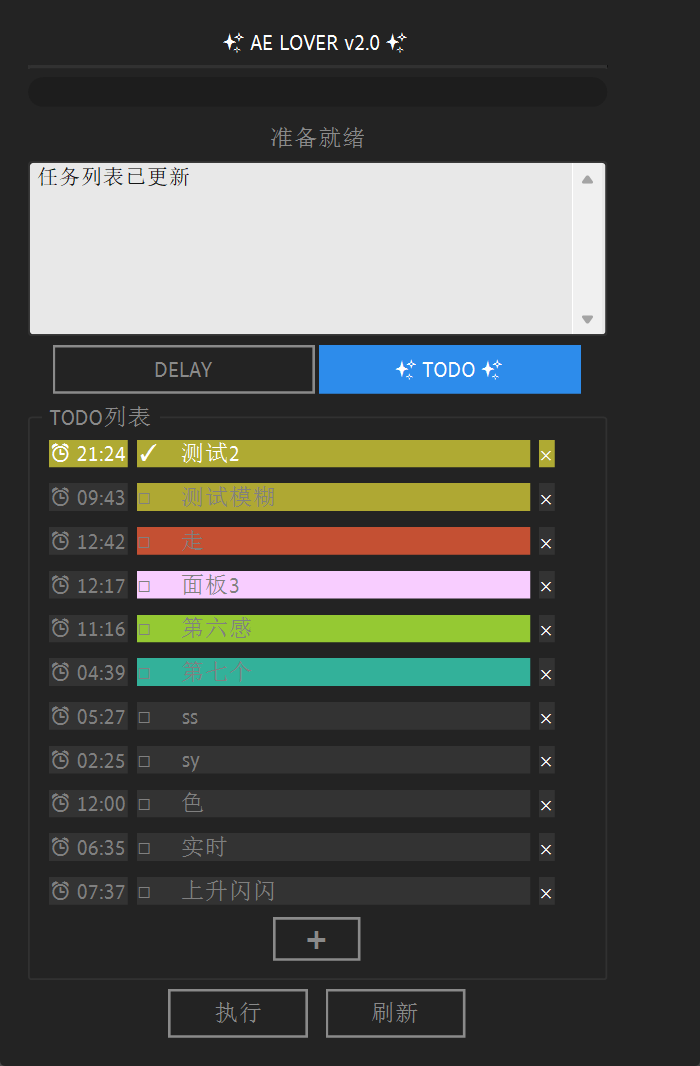 AE LOVER v2.0
准备就绪
任务列表已更新
DELAY
TODO
TODO列表
21:24 ✓ 测试2 ×
09:43 □ 测试模糊 ×
12:42 □ 走 ×
12:17 □ 面板3 ×
11:16 □ 第六感 ×
04:39 □ 第七个 ×
05:27 □ ss ×
02:25 □ sy ×
12:00 □ 色 ×
06:35 □ 实时 ×
07:37 □ 上升闪闪 ×
+
执行
刷新